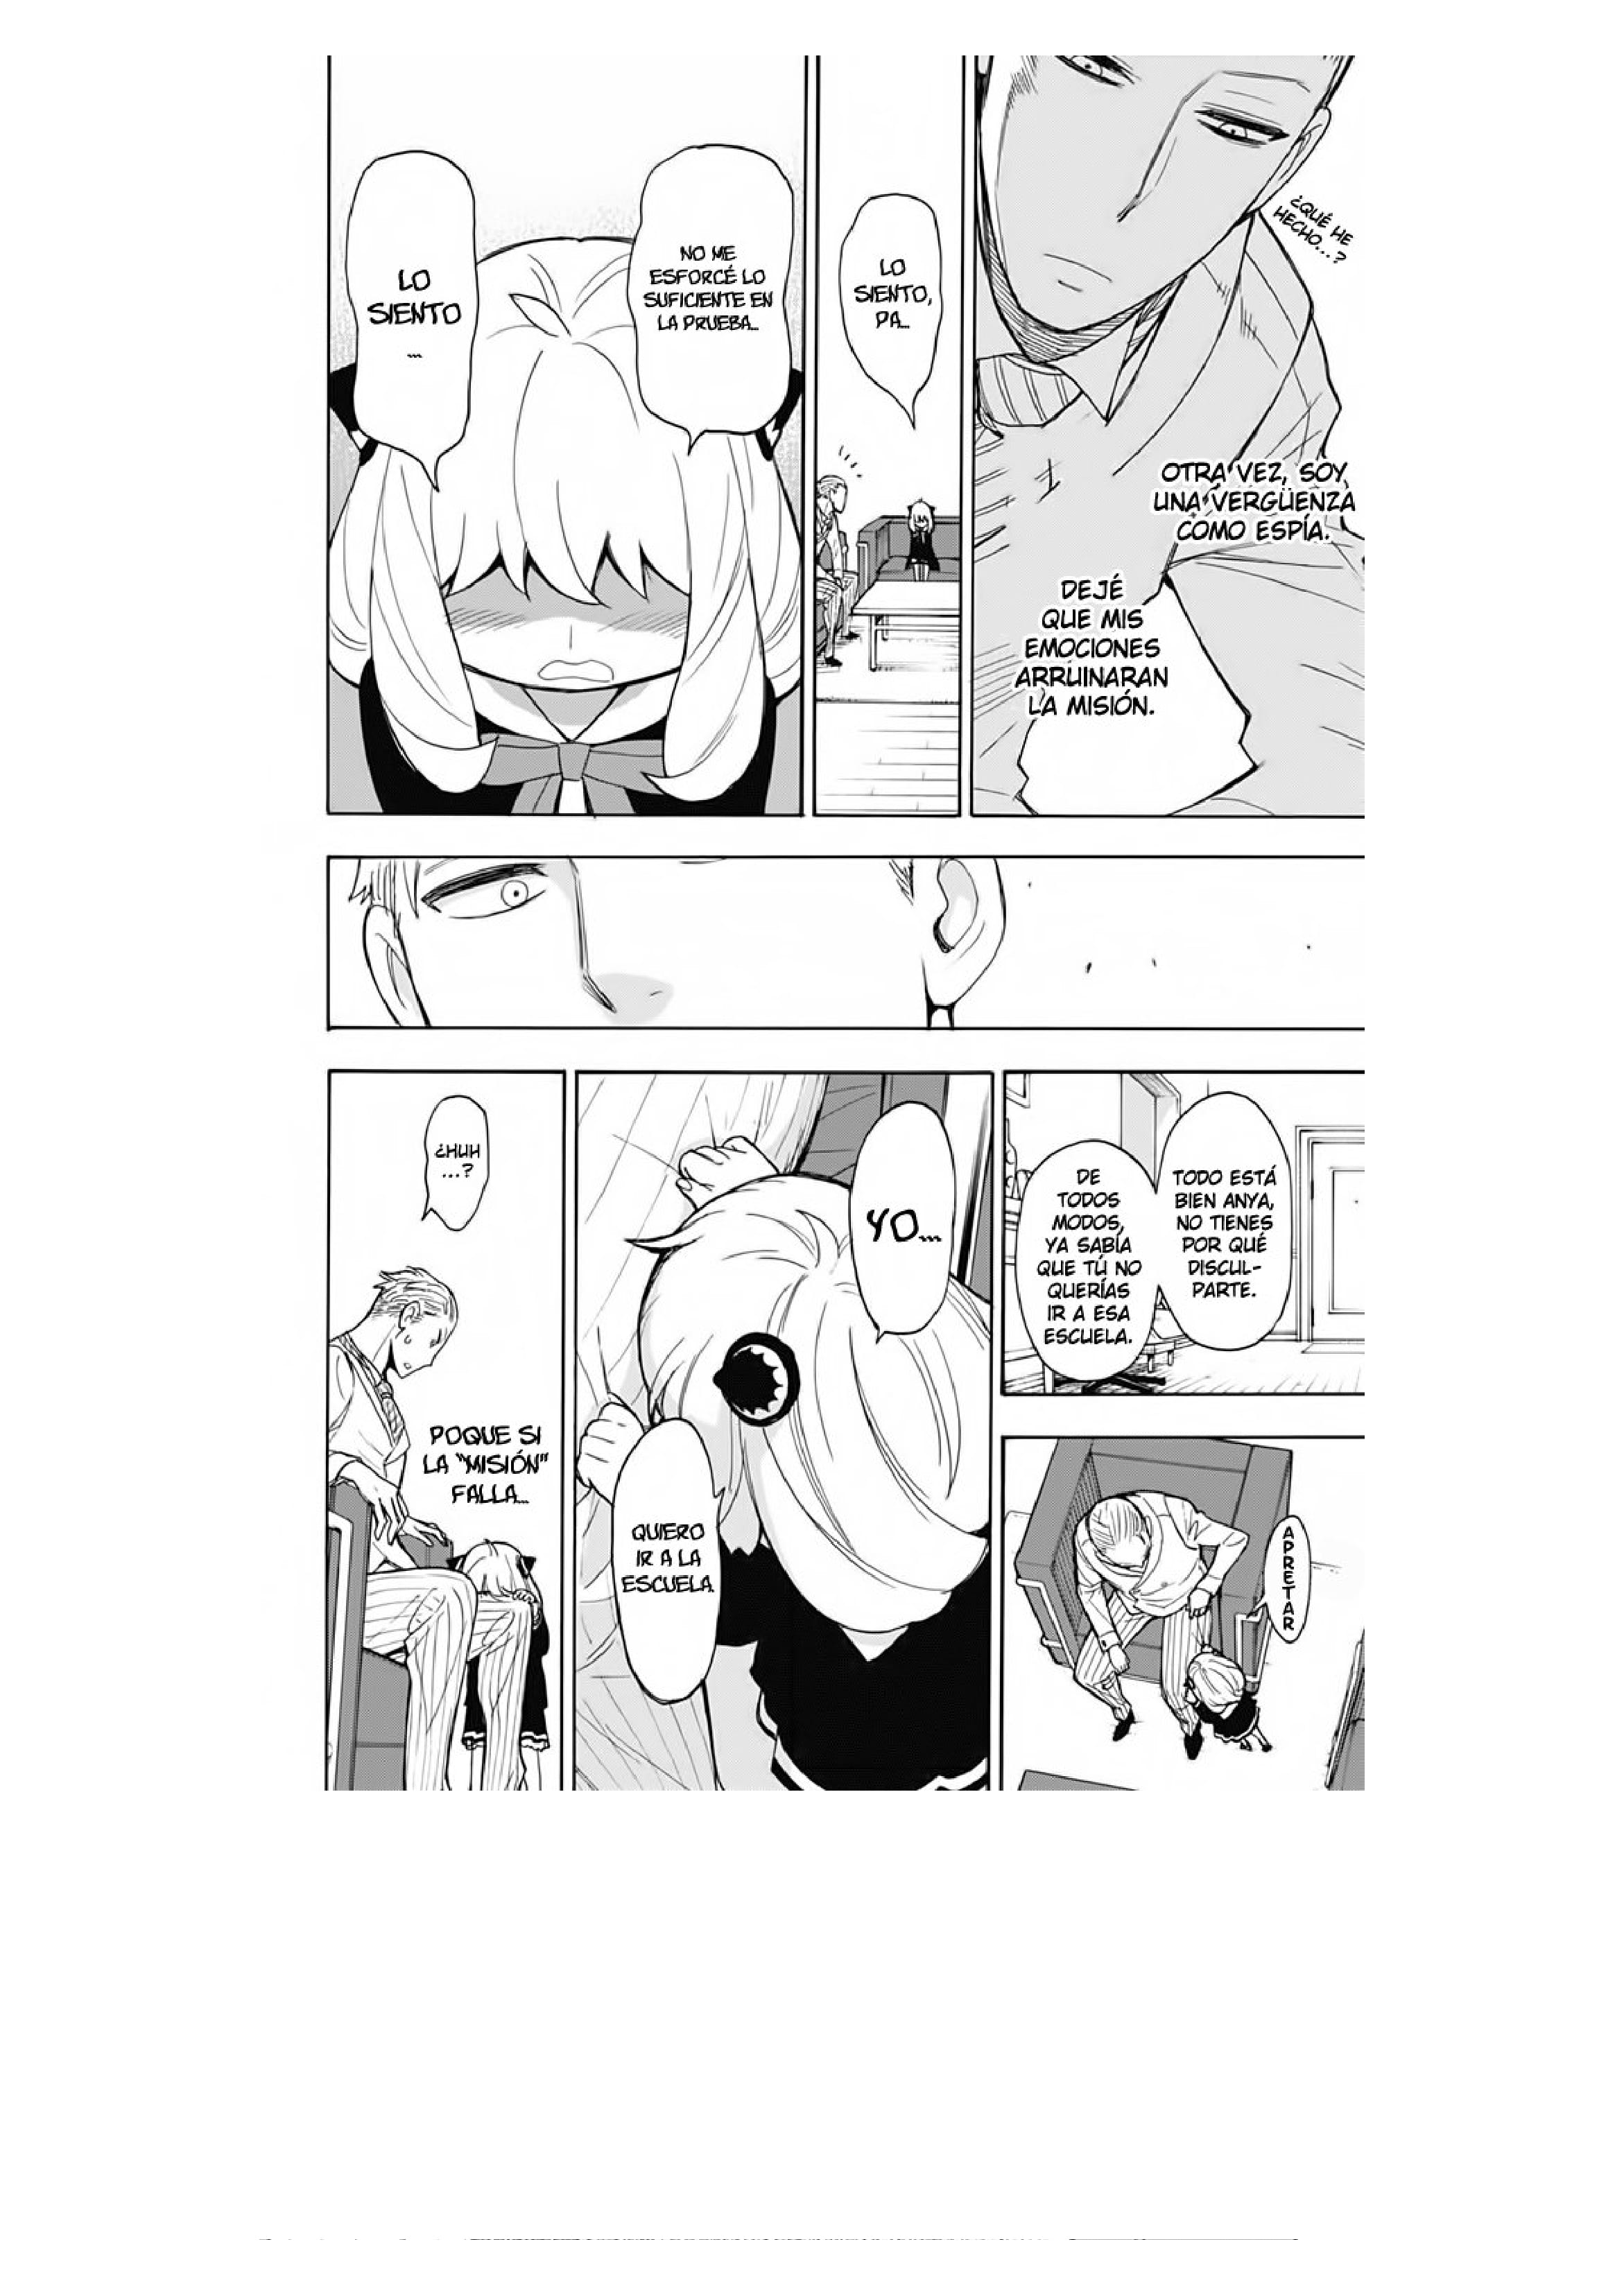 ¿QUÉ HE
HECHO...?
OTRA VEZ, SOY
UNA VERGÜENZA
COMO ESPÍA.
DEJÉ
QUE MIS
EMOCIONES
ARRUINARAN
LA MISIÓN.
LO
SIENTO,
PA...
NO ME
ESFORCÉ LO
SUFICIENTE EN
LA PRUEBA...
LO
SIENTO
...
TODO ESTÁ
BIEN ANYA,
NO TIENES
POR QUÉ
DISCUL-
PARTE.
DE
TODOS
MODOS,
YA SABÍA
QUE TÚ NO
QUERÍAS
IR A ESA
ESCUELA.
APRETAR
YO...
QUIERO
IR A LA
ESCUELA.
¿HUH
...?
POQUE SI
LA "MISIÓN"
FALLA...